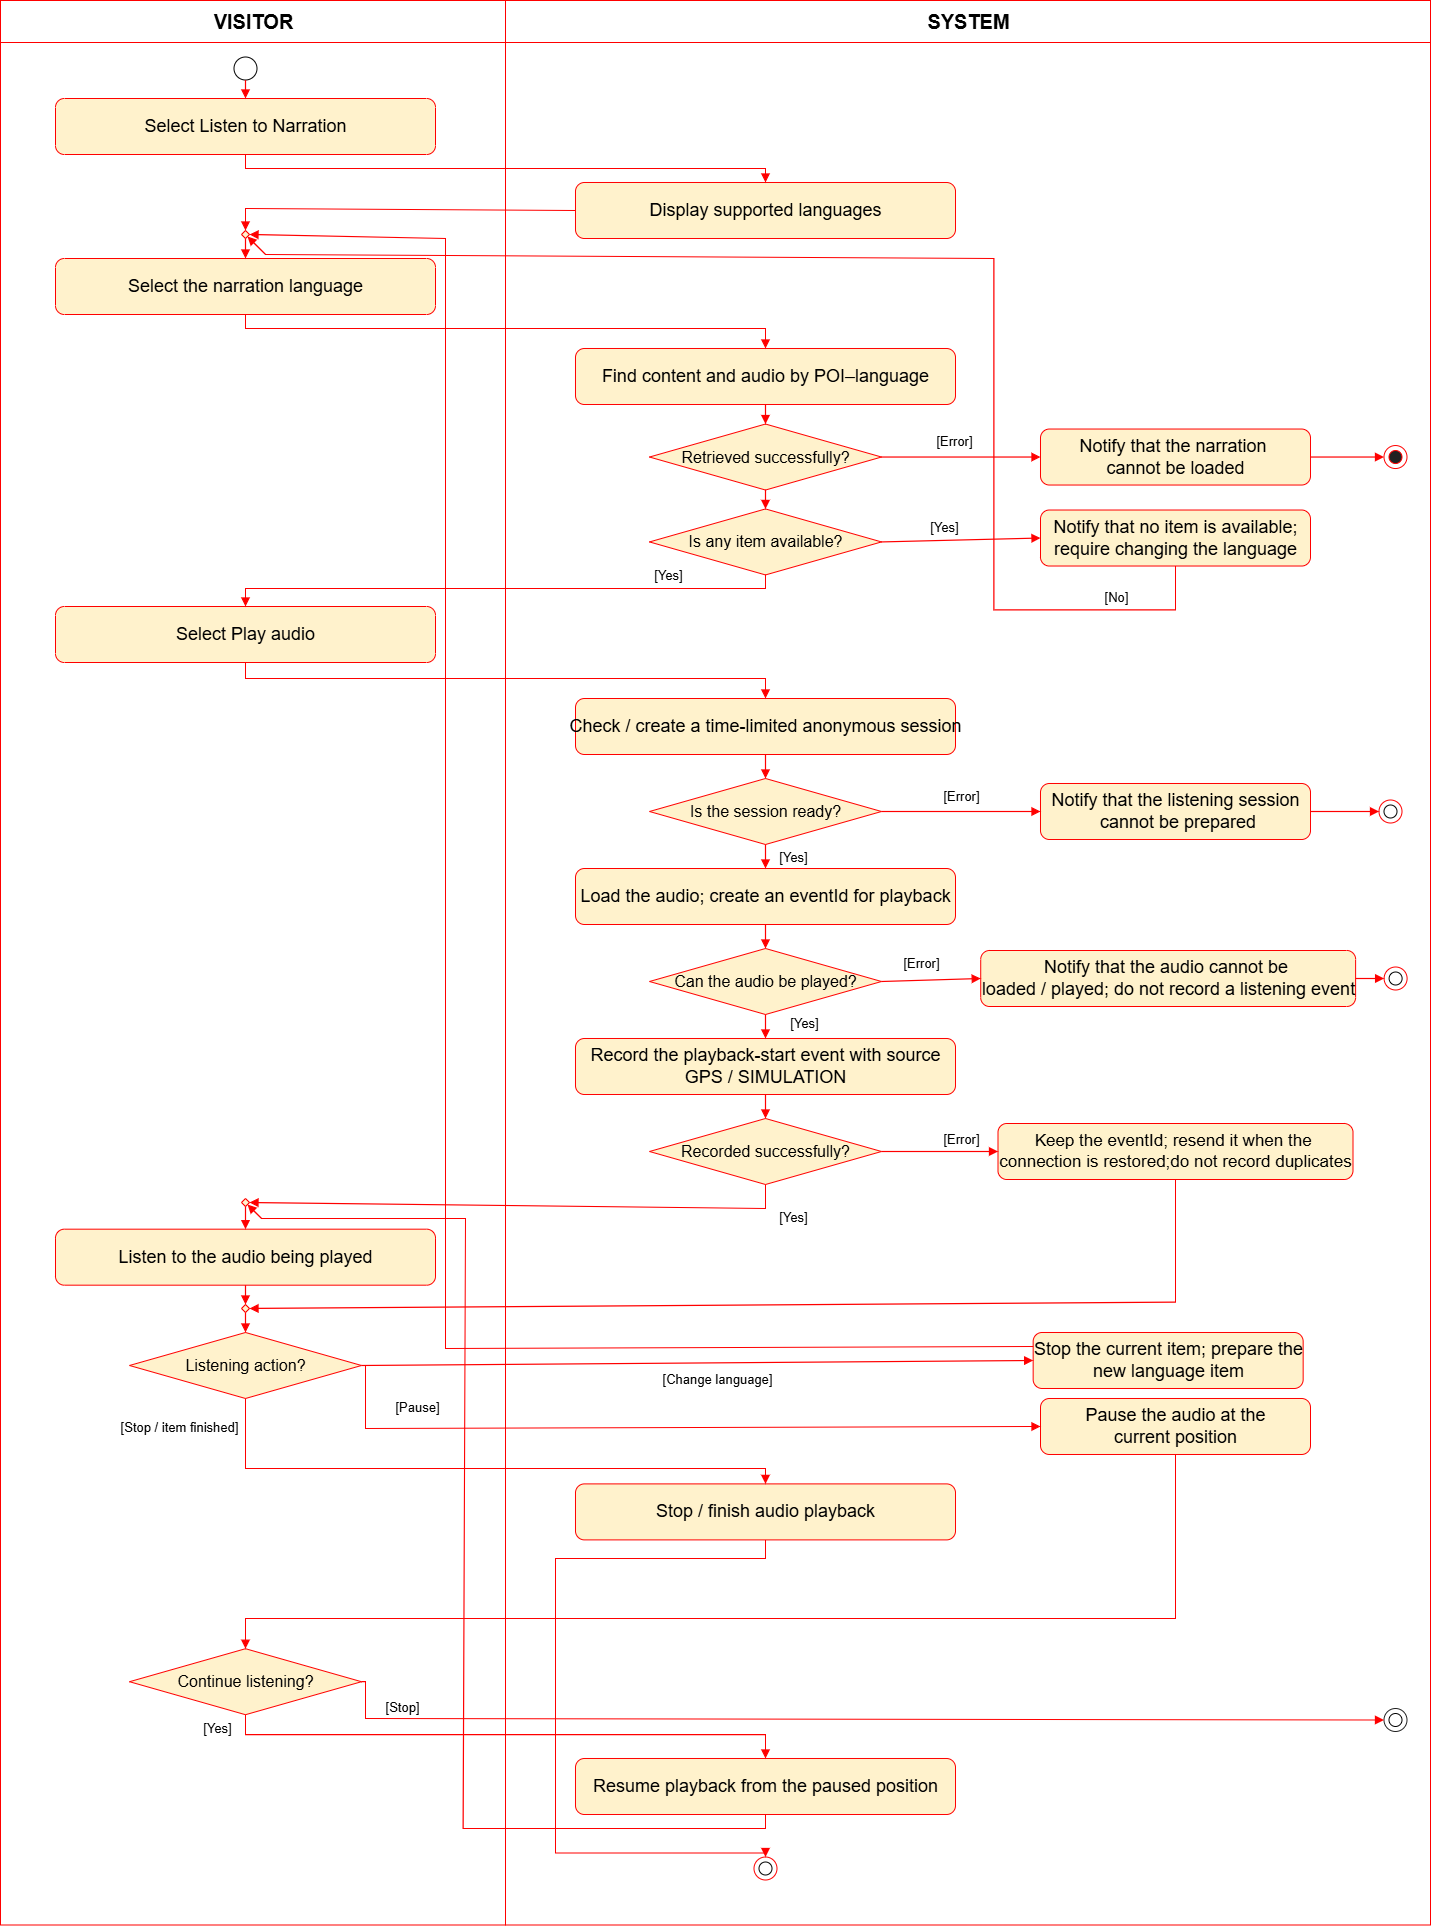 VISITOR
SYSTEM
Select Listen to Narration
Display supported languages
Select the narration language
Find content and audio by POI–language
Retrieved successfully?
[Error]
Notify that the narration
cannot be loaded
Is any item available?
[Yes]
Notify that no item is available;
require changing the language
[Yes]
[No]
Select Play audio
Check / create a time-limited anonymous session
Is the session ready?
[Error]
Notify that the listening session
cannot be prepared
[Yes]
Load the audio; create an eventId for playback
Can the audio be played?
[Error]
Notify that the audio cannot be
loaded / played; do not record a listening event
[Yes]
Record the playback-start event with source
GPS / SIMULATION
Recorded successfully?
[Error]
Keep the eventId; resend it when the
connection is restored;do not record duplicates
[Yes]
Listen to the audio being played
Listening action?
Stop the current item; prepare the
new language item
[Change language]
[Pause]
Pause the audio at the
current position
[Stop / item finished]
Stop / finish audio playback
Continue listening?
[Stop]
[Yes]
Resume playback from the paused position